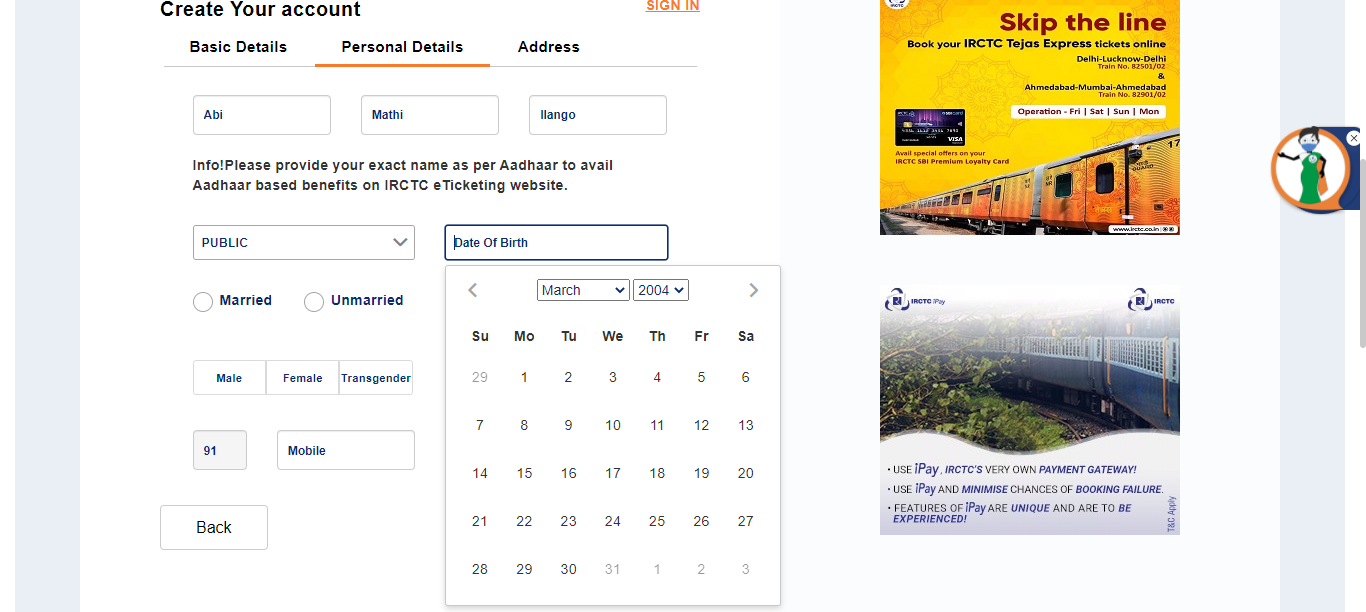 Create Your account
SIGN IN
Basic Details Personal Details Address
Abi Mathi Ilango
Info!Please provide your exact name as per Aadhaar to avail
Aadhaar based benefits on IRCTC eTicketing website.
PUBLIC
Date Of Birth
Married Unmarried
Male Female Transgender
91 Mobile
Back
March 2004
Su Mo Tu We Th Fr Sa
29 1 2 3 4 5 6
7 8 9 10 11 12 13
14 15 16 17 18 19 20
21 22 23 24 25 26 27
28 29 30 31 1 2 3
IRCTC
Skip the line
Book your IRCTC Tejas Express tickets online
Delhi-Lucknow-Delhi
Train No. 82501/02
&
Ahmedabad-Mumbai-Ahmedabad
Train No. 82901/02
Operation - Fri | Sat | Sun | Mon
SBI card
VISA
Avail special offers on your
IRCTC SBI Premium Loyalty Card
17
GUARD
www.irctc.co.in
IRCTC iPay
IRCTC
• USE iPay, IRCTC'S VERY OWN PAYMENT GATEWAY!
• USE iPay AND MINIMISE CHANCES OF BOOKING FAILURE.
• FEATURES OF iPay ARE UNIQUE AND ARE TO BE
EXPERIENCED!
T&C Apply